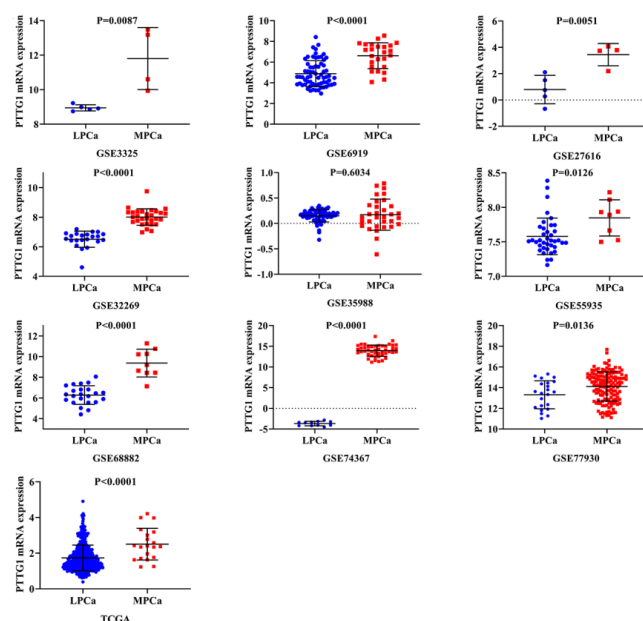 P=0.0087
PTTG1 mRNA expression
14
12
10
8
LPCa MPCa
GSE3325
P<0.0001
PTTG1 mRNA expression
10
8
6
4
2
0
LPCa MPCa
GSE6919
P=0.0051
PTTG1 mRNA expression
6
4
2
0
-2
LPCa MPCa
GSE27616
P<0.0001
PTTG1 mRNA expression
10
8
6
4
LPCa MPCa
GSE32269
P=0.6034
PTTG1 mRNA expression
1.0
0.5
0.0
-0.5
-1.0
LPCa MPCa
GSE35988
P=0.0126
PTTG1 mRNA expression
8.5
8.0
7.5
7.0
LPCa MPCa
GSE55935
P<0.0001
PTTG1 mRNA expression
12
10
8
6
4
LPCa MPCa
GSE68882
P<0.0001
PTTG1 mRNA expression
20
15
10
5
0
-5
LPCa MPCa
GSE74367
P=0.0136
PTTG1 mRNA expression
20
18
16
14
12
10
LPCa MPCa
GSE77930
P<0.0001
PTTG1 mRNA expression
6
4
2
0
LPCa MPCa
TCGA